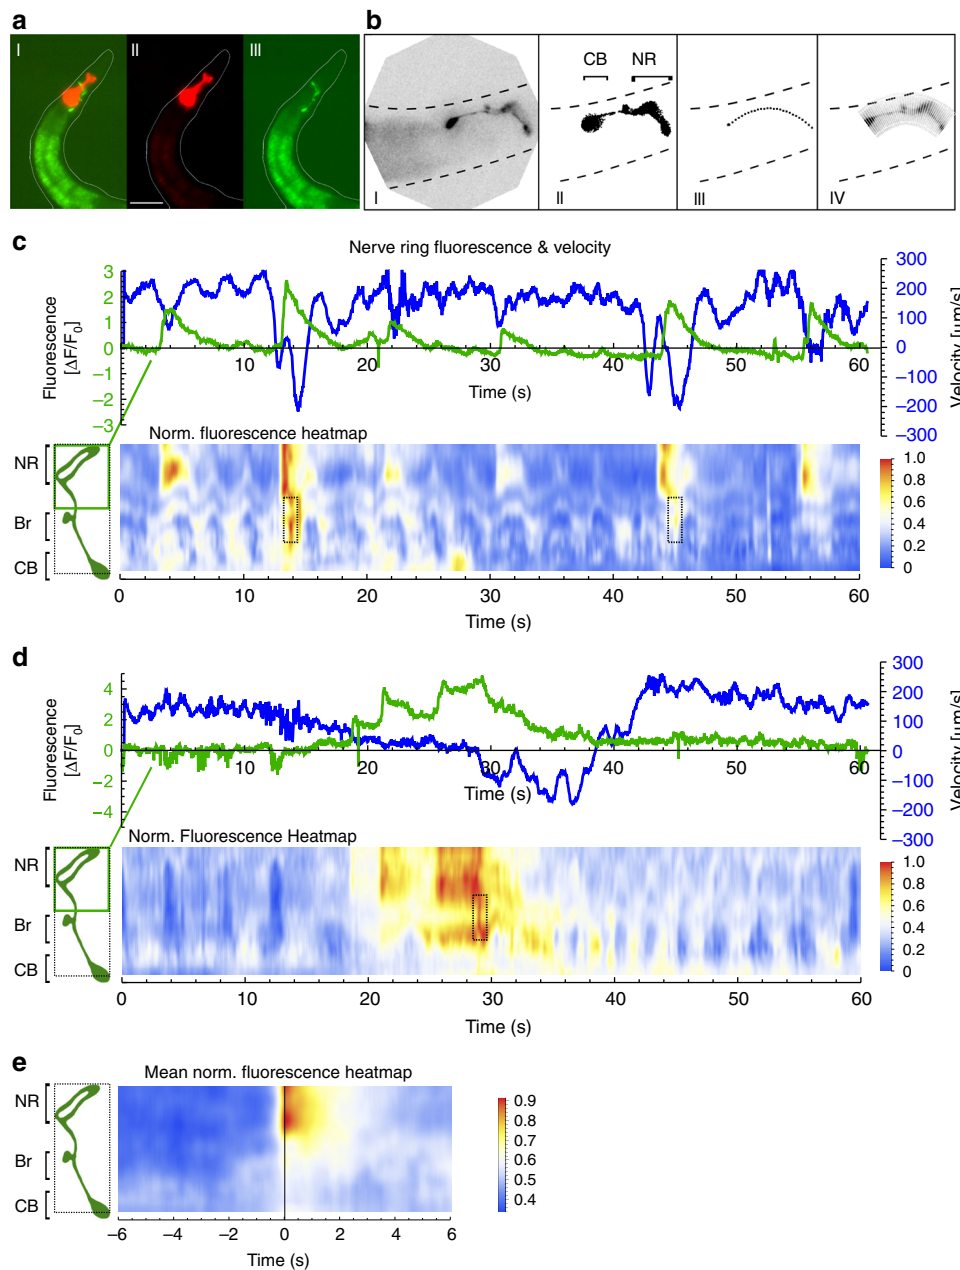 a
b
I
II
III
CB
NR
I
II
III
IV
c
Nerve ring fluorescence & velocity
Fluorescence
[ΔF/F0]
3
2
1
0
−1
−2
−3
10
20
30
40
50
60
Time (s)
300
200
100
0
−100
−200
−300
Velocity [µm/s]
Norm. fluorescence heatmap
NR
Br
CB
0
10
20
30
40
50
60
Time (s)
1.0
0.8
0.6
0.4
0.2
0
d
Fluorescence
[ΔF/F0]
4
2
0
−2
−4
10
20
30
40
50
60
Time (s)
300
200
100
0
−100
−200
−300
Velocity [µm/s]
Norm. Fluorescence Heatmap
NR
Br
CB
0
10
20
30
40
50
60
Time (s)
1.0
0.8
0.6
0.4
0.2
0
e
Mean norm. fluorescence heatmap
NR
Br
CB
−6
−4
−2
0
2
4
6
Time (s)
0.9
0.8
0.7
0.6
0.5
0.4